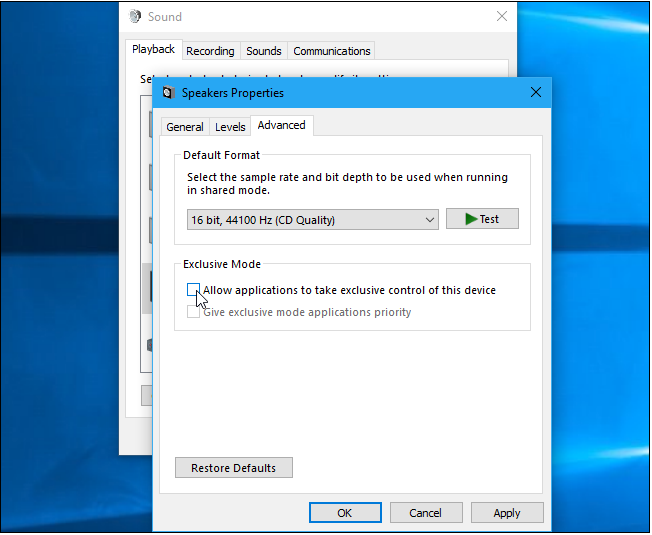 Sound
Playback
Recording
Sounds
Communications
Speakers Properties
General
Levels
Advanced
Default Format
Select the sample rate and bit depth to be used when running
in shared mode.
16 bit, 44100 Hz (CD Quality)
Test
Exclusive Mode
Allow applications to take exclusive control of this device
Give exclusive mode applications priority
Restore Defaults
OK
Cancel
Apply